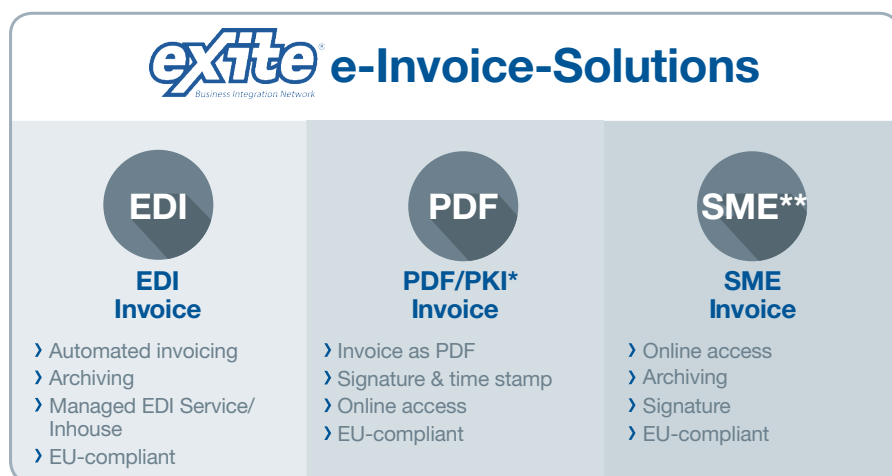 eXite® e-Invoice-Solutions
Business Integration Network
EDI
EDI
Invoice
❯ Automated invoicing
❯ Archiving
❯ Managed EDI Service/
Inhouse
❯ EU-compliant
PDF
PDF/PKI*
Invoice
❯ Invoice as PDF
❯ Signature & time stamp
❯ Online access
❯ EU-compliant
SME**
SME
Invoice
❯ Online access
❯ Archiving
❯ Signature
❯ EU-compliant